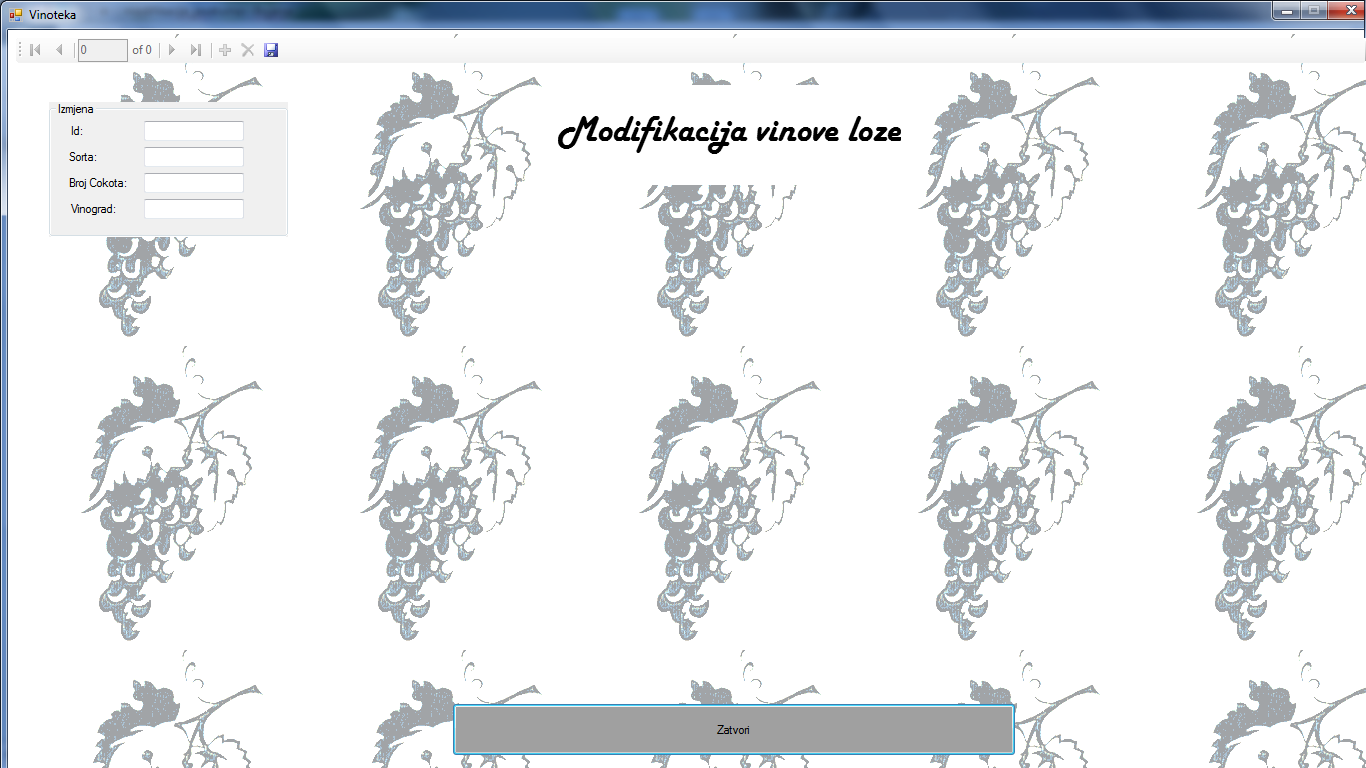 Vinoteka
0 of 0
Modifikacija vinove loze
Izmjena
Id:
Sorta:
Broj Cokota:
Vinograd:
Zatvori